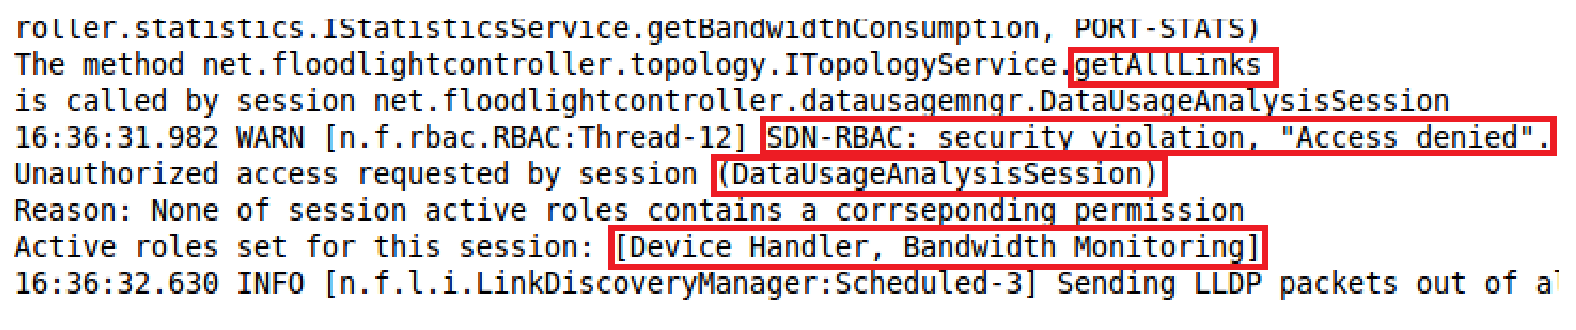 roller.statistics.IStatisticsService.getBandwidthConsumption, PORT-STATS)
The method net.floodlightcontroller.topology.ITopologyService.getAllLinks
is called by session net.floodlightcontroller.datausagemngr.DataUsageAnalysisSession
16:36:31.982 WARN [n.f.rbac.RBAC:Thread-12] SDN-RBAC: security violation, "Access denied".
Unauthorized access requested by session (DataUsageAnalysisSession)
Reason: None of session active roles contains a corrseponding permission
Active roles set for this session: [Device Handler, Bandwidth Monitoring]
16:36:32.630 INFO [n.f.l.i.LinkDiscoveryManager:Scheduled-3] Sending LLDP packets out of al